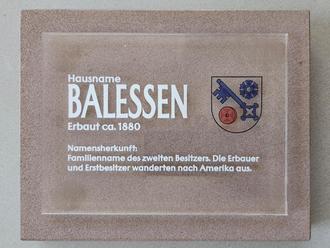 Hausname
BALESSEN
Erbaut ca. 1880
Namensherkunft:
Familienname des zweiten Besitzers. Die Erbauer
und Erstbesitzer wanderten nach Amerika aus.